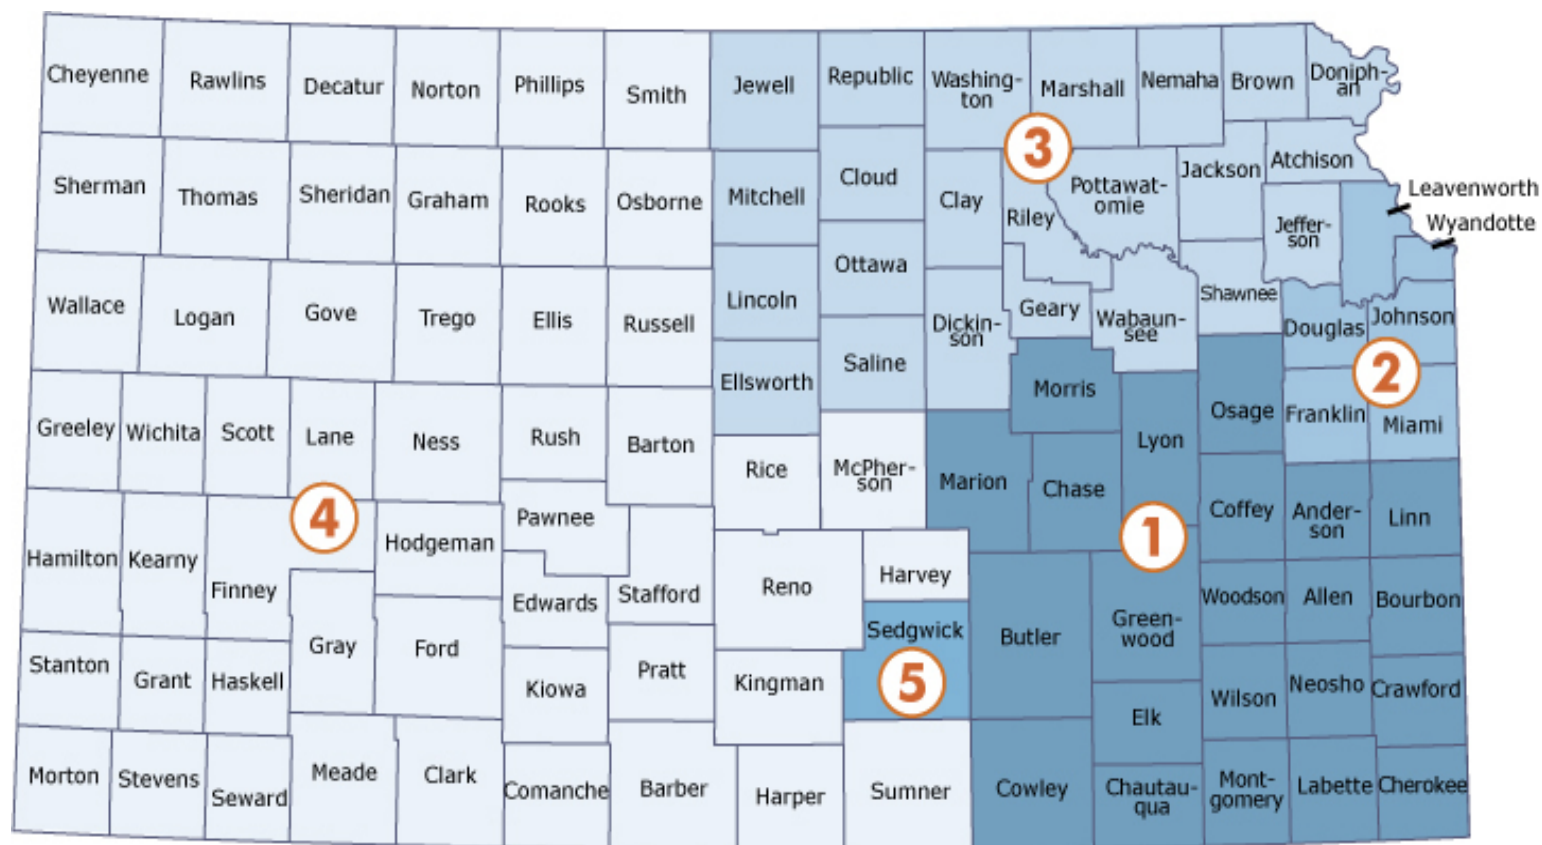 Cheyenne
Rawlins
Decatur
Norton
Phillips
Smith
Jewell
Republic
Washing-
ton
Marshall
Nemaha
Brown
Doniph-
an
Sherman
Thomas
Sheridan
Graham
Rooks
Osborne
Mitchell
Cloud
Clay
3
Riley
Pottawat-
omie
Jackson
Atchison
Jeffer-
son
Leavenworth
Wyandotte
Wallace
Logan
Gove
Trego
Ellis
Russell
Lincoln
Ottawa
Dickin-
son
Geary
Wabaun-
see
Shawnee
Douglas
Johnson
2
Ellsworth
Saline
Morris
Lyon
Osage
Franklin
Miami
Greeley
Wichita
Scott
Lane
Ness
Rush
Barton
Rice
McPher-
son
Marion
Chase
1
Coffey
Ander-
son
Linn
4
Hamilton
Kearny
Finney
Hodgeman
Pawnee
Edwards
Stafford
Reno
Harvey
Sedgwick
5
Butler
Green-
wood
Woodson
Allen
Bourbon
Stanton
Grant
Haskell
Gray
Ford
Kiowa
Pratt
Kingman
Elk
Wilson
Neosho
Crawford
Morton
Stevens
Seward
Meade
Clark
Comanche
Barber
Harper
Sumner
Cowley
Chautau-
qua
Mont-
gomery
Labette
Cherokee